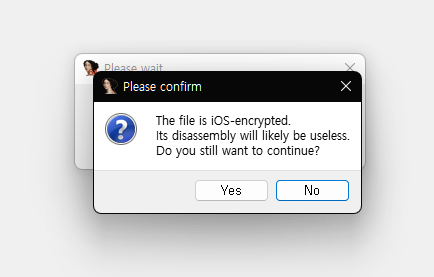 Please wait
Please confirm
The file is iOS-encrypted.
Its disassembly will likely be useless.
Do you still want to continue?
Yes
No